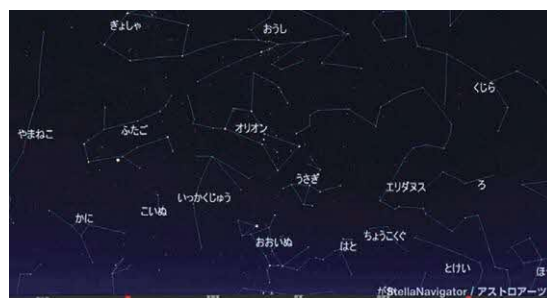 ぎょしゃ
おうし
くじら
やまねこ
ふたご
オリオン
うさぎ
エリダヌス
ろ
いっかくじゅう
こいぬ
かに
おおいぬ
はと
ちょうこくぐ
とけい
StellaNavigator / アストロアーツ